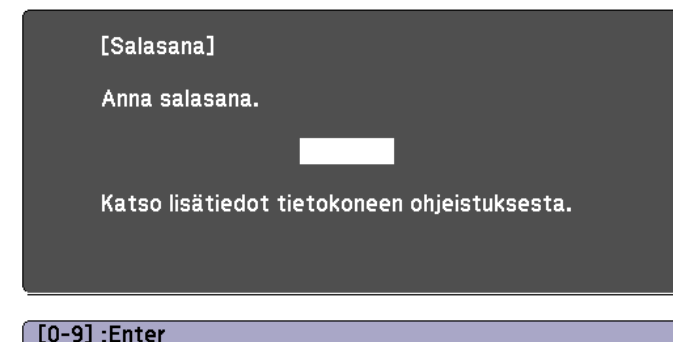 [Salasana]
Anna salasana.
Katso lisätiedot tietokoneen ohjeistuksesta.
[0-9] :Enter